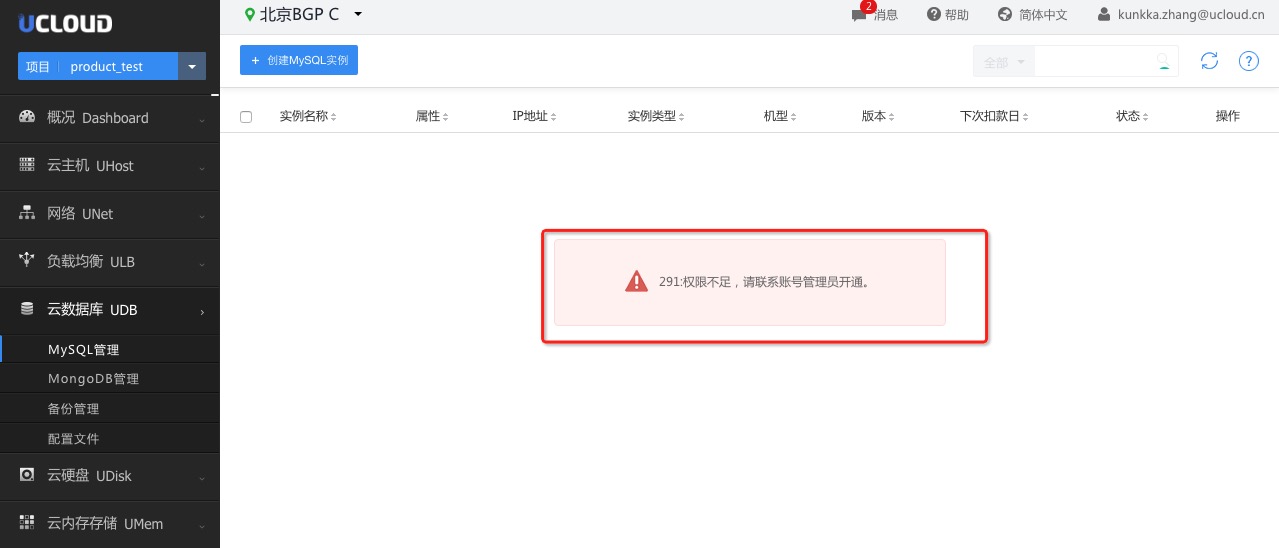 UCLOUD
项目 product_test
概况 Dashboard
云主机 UHost
网络 UNet
负载均衡 ULB
云数据库 UDB
MySQL管理
MongoDB管理
备份管理
配置文件
云硬盘 UDisk
云内存存储 UMem
北京BGP C
2
消息
帮助
简体中文
kunkka.zhang@ucloud.cn
+ 创建MySQL实例
全部
?
实例名称 属性 IP地址 实例类型 机型 版本 下次扣款日 状态 操作
291:权限不足，请联系账号管理员开通。